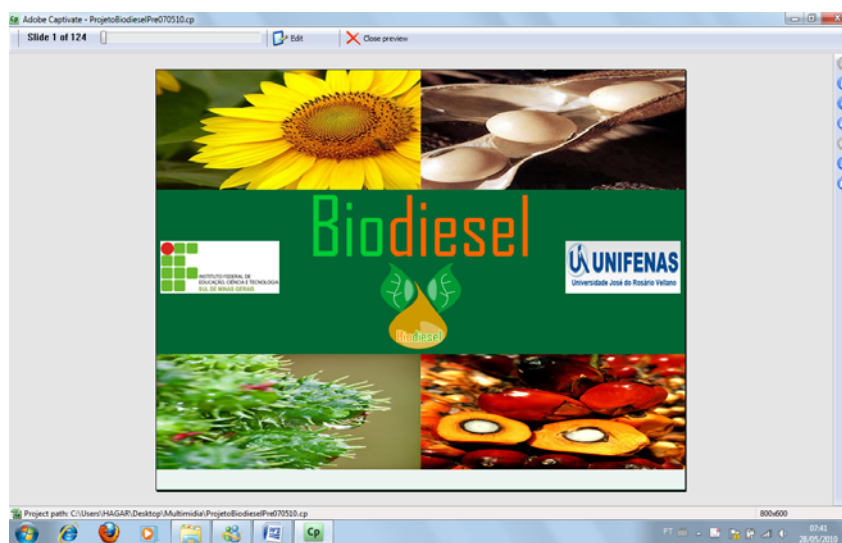 Adobe Captivate - ProjetoBiodieselPre070510.cp
Slide 1 of 124
Edit
Close preview
Biodiesel
INSTITUTO FEDERAL DE
EDUCAÇÃO, CIÊNCIA E TECNOLOGIA
SUL DE MINAS GERAIS
UNIFENAS
Universidade José do Rosário Vellano
Biodiesel
Project path: C:\Users\HAGAR\Desktop\Multimidia\ProjetoBiodieselPre070510.cp
800x600
Cp
PT
07:41
28/05/2010